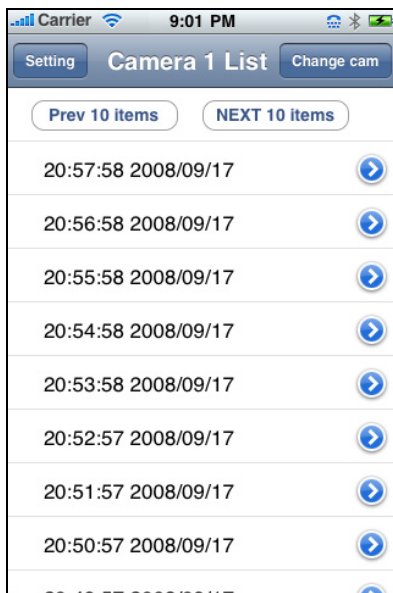 Carrier 9:01 PM
Setting Camera 1 List Change cam
Prev 10 items NEXT 10 items
20:57:58 2008/09/17
20:56:58 2008/09/17
20:55:58 2008/09/17
20:54:58 2008/09/17
20:53:58 2008/09/17
20:52:57 2008/09/17
20:51:57 2008/09/17
20:50:57 2008/09/17